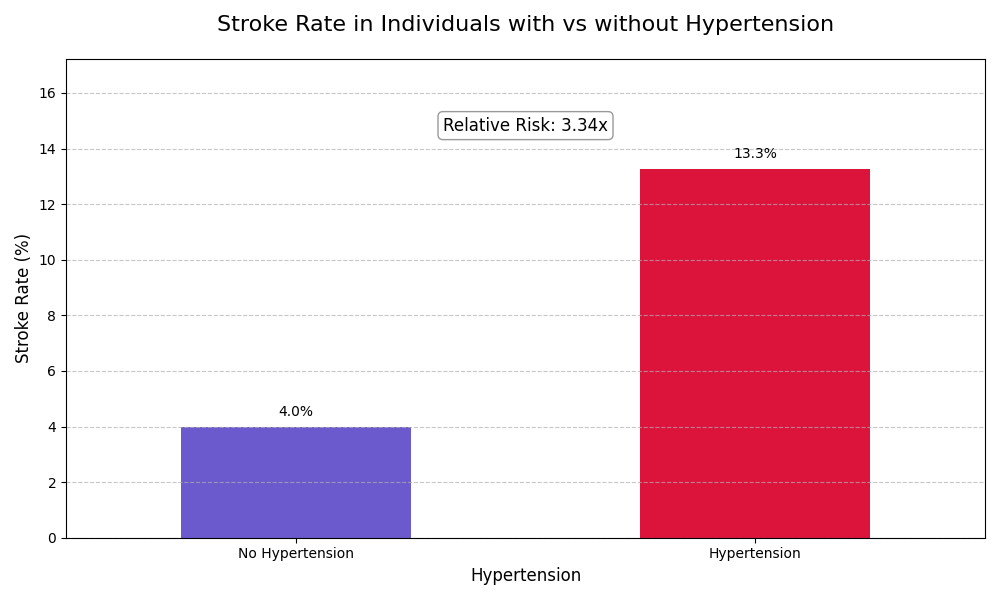 Stroke Rate in Individuals with vs without Hypertension
Stroke Rate (%)
16
14
12
10
8
6
4
2
0
Relative Risk: 3.34x
4.0%
13.3%
No Hypertension
Hypertension
Hypertension